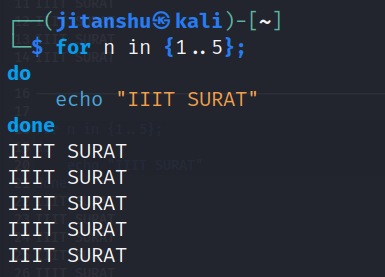 ┌──(jitanshu㉿kali)-[~]
└─$ for n in {1..5};
do
    echo "IIIT SURAT"
done
IIIT SURAT
IIIT SURAT
IIIT SURAT
IIIT SURAT
IIIT SURAT